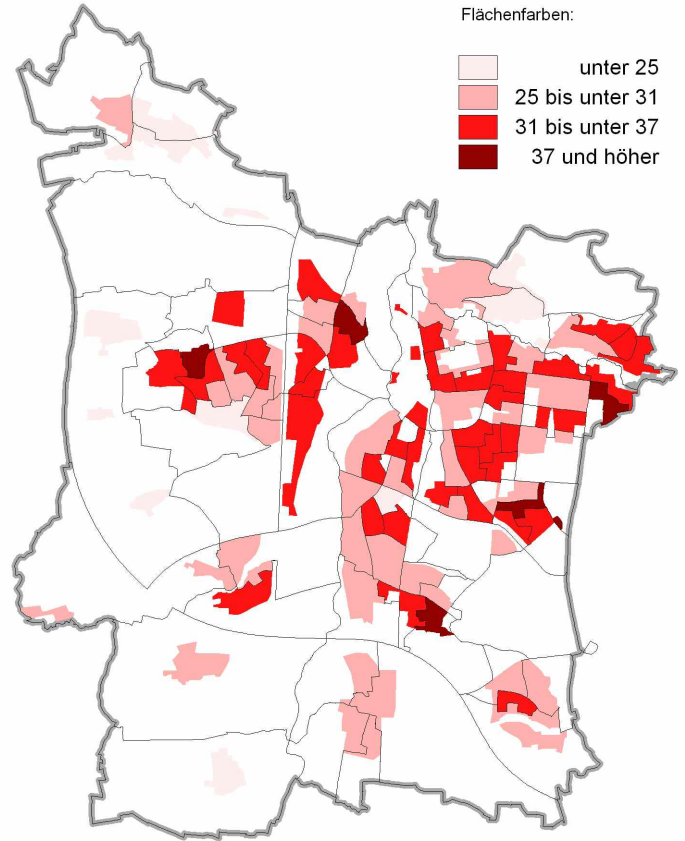 Flächenfarben:
unter 25
25 bis unter 31
31 bis unter 37
37 und höher